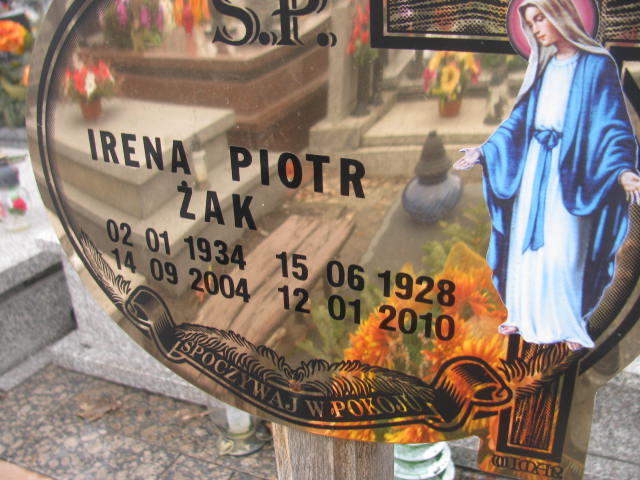 Ś.P.
IRENA PIOTR
ŻAK
02 01 1934 15 06 1928
14 09 2004 12 01 2010
SPOCZYWAJ W POKOJU